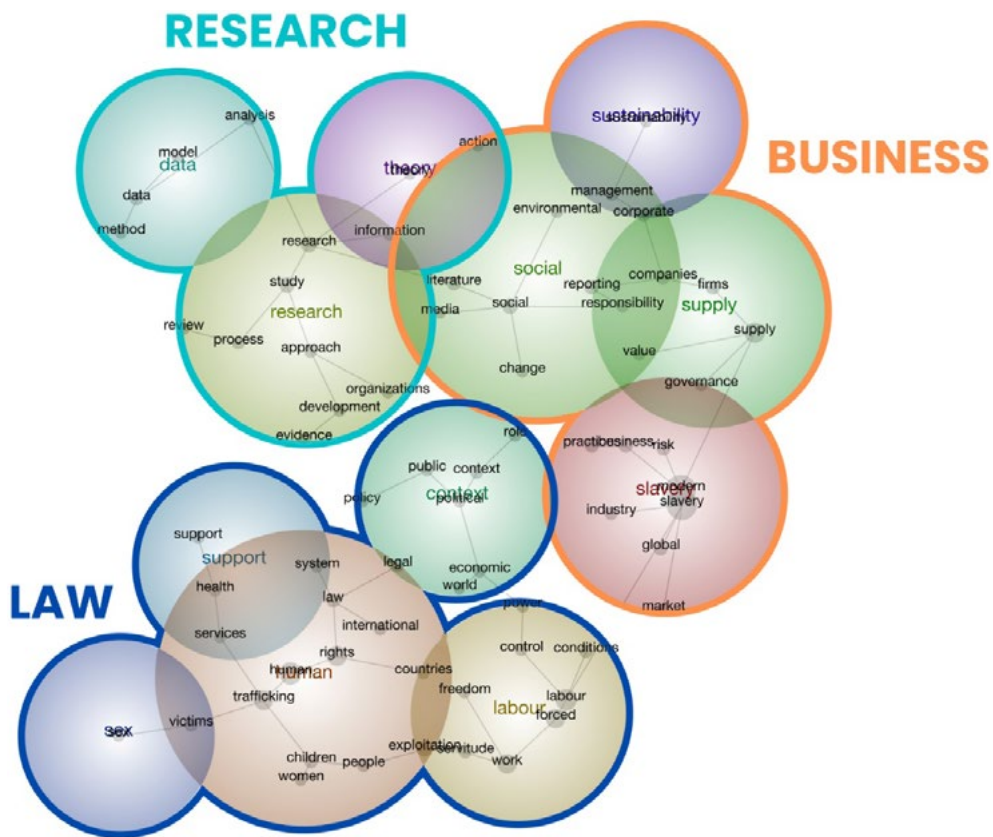 RESEARCH
analysis
model
data
data
method
theory
theory
action
information
research
study
research
review
process
approach
organizations
development
evidence
BUSINESS
sustainability
sustainability
management
corporate
environmental
social
literature
media
social
reporting
responsibility
change
companies
firms
supply
supply
value
governance
practices
business
risk
slavery
modern
slavery
industry
global
market
LAW
role
public
context
context
policy
political
economic
world
legal
support
support
health
services
system
law
international
rights
human
human
trafficking
countries
victims
children
women
people
sex
sex
power
control
conditions
freedom
labour
labour
forced
exploitation
servitude
work